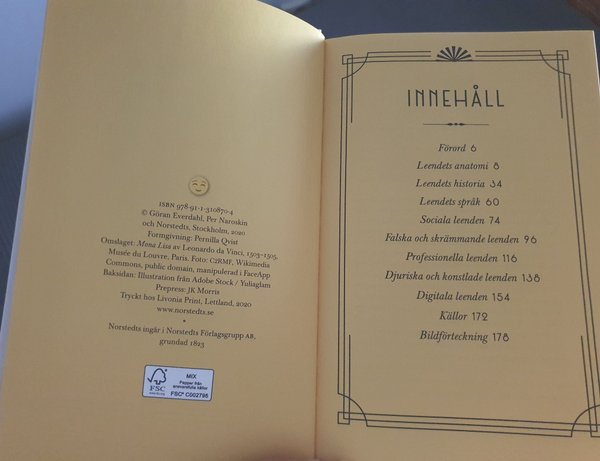 ISBN 978-91-1-310870-4
© Göran Everdahl, Per Naroskin
och Norstedts, Stockholm, 2020
Formgivning: Pernilla Qvist
Omslaget: Mona Lisa av Leonardo da Vinci, 1503–1505,
Musée du Louvre, Paris. Foto: C2RMF, Wikimedia
Commons, public domain, manipulerad i FaceApp
Baksidan: Illustration från Adobe Stock / Yuliaglam
Prepress: JK Morris
Tryckt hos Livonia Print, Lettland, 2020
norstedts.se
•
Norstedts ingår i Norstedts Förlagsgrupp AB,
grundad 1823
FSC
MIX
Papper från
ansvarsfulla källor
FSC® C002795
INNEHÅLL
Förord 6
Leendets anatomi 8
Leendets historia 34
Leendets språk 60
Sociala leenden 74
Falska och skrämmande leenden 96
Professionella leenden 116
Djuriska och konstlade leenden 138
Digitala leenden 154
Källor 172
Bildförteckning 178